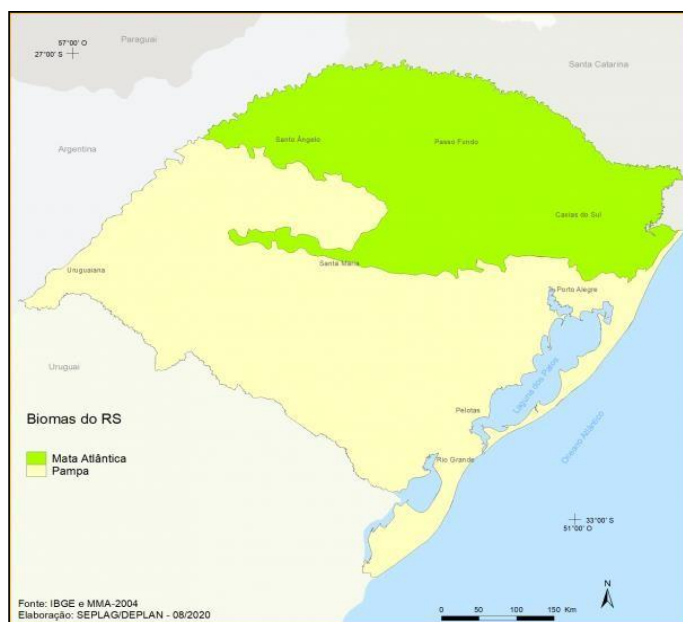 Paraguai
57°00' O
27°00' S
Santa Catarina
Argentina
Santo Ângelo
Passo Fundo
Caxias do Sul
Santa Maria
Uruguaiana
Porto Alegre
Uruguai
Laguna dos Patos
Pelotas
Oceano Atlântico
Biomas do RS
Mata Atlântica
Pampa
Rio Grande
33°00' S
51°00' O
N
Fonte: IBGE e MMA-2004
Elaboração: SEPLAG/DEPLAN - 08/2020
0 50 100 150 Km